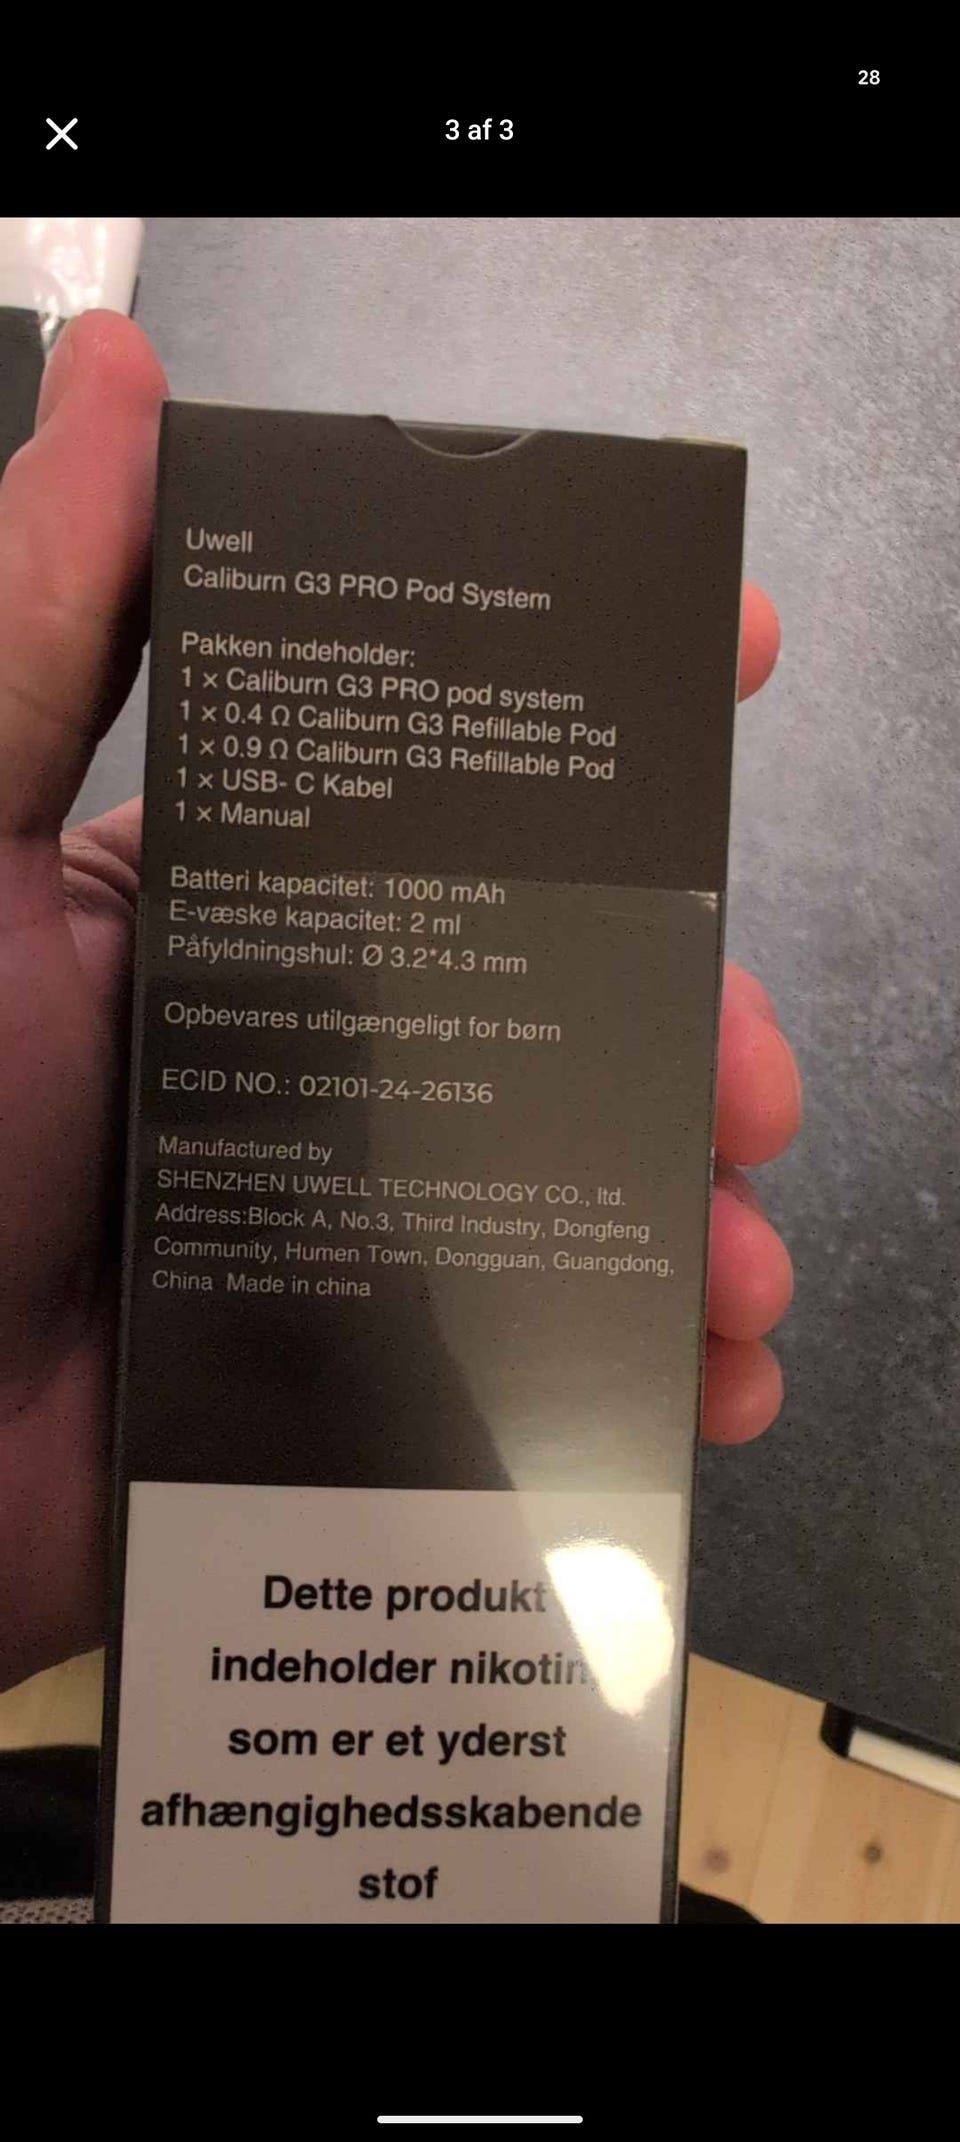 28
3 af 3
Uwell
Caliburn G3 PRO Pod System
Pakken indeholder:
1 x Caliburn G3 PRO pod system
1 x 0.4 Ω Caliburn G3 Refillable Pod
1 x 0.9 Ω Caliburn G3 Refillable Pod
1 x USB- C Kabel
1 x Manual
Batteri kapacitet: 1000 mAh
E-væske kapacitet: 2 ml
Påfyldningshul: Ø 3.2*4.3 mm
Opbevares utilgængeligt for børn
ECID NO.: 02101-24-26136
Manufactured by
SHENZHEN UWELL TECHNOLOGY CO., ltd.
Address:Block A, No.3, Third Industry, Dongfeng
Community, Humen Town, Dongguan, Guangdong,
China Made in china
Dette produkt
indeholder nikotin
som er et yderst
afhængighedsskabende
stof